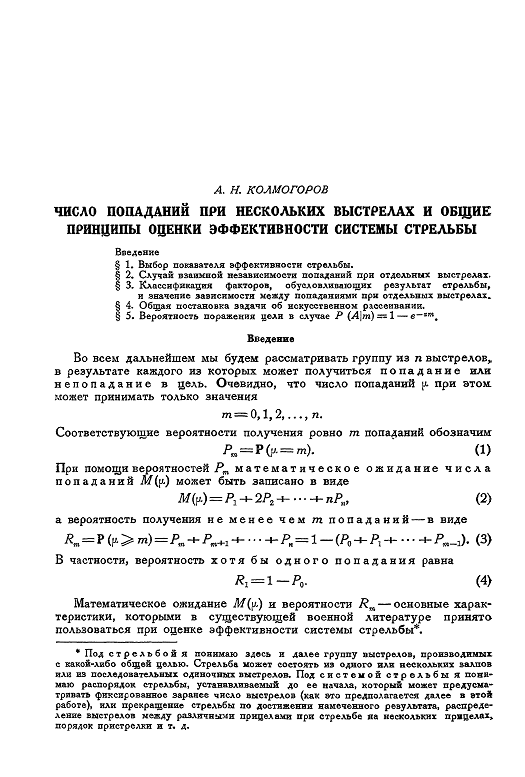 А. Н. КОЛМОГОРОВ
ЧИСЛО ПОПАДАНИЙ ПРИ НЕСКОЛЬКИХ ВЫСТРЕЛАХ И ОБЩИЕ
ПРИНЦИПЫ ОЦЕНКИ ЭФФЕКТИВНОСТИ СИСТЕМЫ СТРЕЛЬБЫ
Введение
§ 1. Выбор показателя эффективности стрельбы.
§ 2. Случай взаимной независимости попаданий при отдельных выстрелах.
§ 3. Классификация факторов, обусловливающих результат стрельбы,
и значение зависимости между попаданиями при отдельных выстрелах.
§ 4. Общая постановка задачи об искусственном рассеивании.
§ 5. Вероятность поражения цели в случае P (A|m) = 1 — e^{—αm}.
Введение
Во всем дальнейшем мы будем рассматривать группу из n выстрелов,
в результате каждого из которых может получиться попадание или
непопадание в цель. Очевидно, что число попаданий μ при этом
может принимать только значения
m = 0, 1, 2, . . . , n.
Соответствующие вероятности получения ровно m попаданий обозначим
P_m = P (μ = m). (1)
При помощи вероятностей P_m математическое ожидание числа
попаданий M(μ) может быть записано в виде
M(μ) = P_1 + 2P_2 + ··· + nP_n, (2)
а вероятность получения не менее чем m попаданий — в виде
R_m = P (μ ⩾ m) = P_m + P_{m+1} + ··· + P_n = 1 — (P_0 + P_1 + ··· + P_{m—1}). (3)
В частности, вероятность хотя бы одного попадания равна
R_1 = 1 — P_0. (4)
Математическое ожидание M(μ) и вероятности R_m — основные харак-
теристики, которыми в существующей военной литературе принято
пользоваться при оценке эффективности системы стрельбы*.
* Под стрельбой я понимаю здесь и далее группу выстрелов, производимых
с какой-либо общей целью. Стрельба может состоять из одного или нескольких залпов
или из последовательных одиночных выстрелов. Под системой стрельбы я пони-
маю распорядок стрельбы, устанавливаемый до ее начала, который может предусма-
тривать фиксированное заранее число выстрелов (как это предполагается далее в этой
работе), или прекращение стрельбы по достижении намеченного результата, распреде-
ление выстрелов между различными прицелами при стрельбе на нескольких прицелах,
порядок пристрелки и т. д.